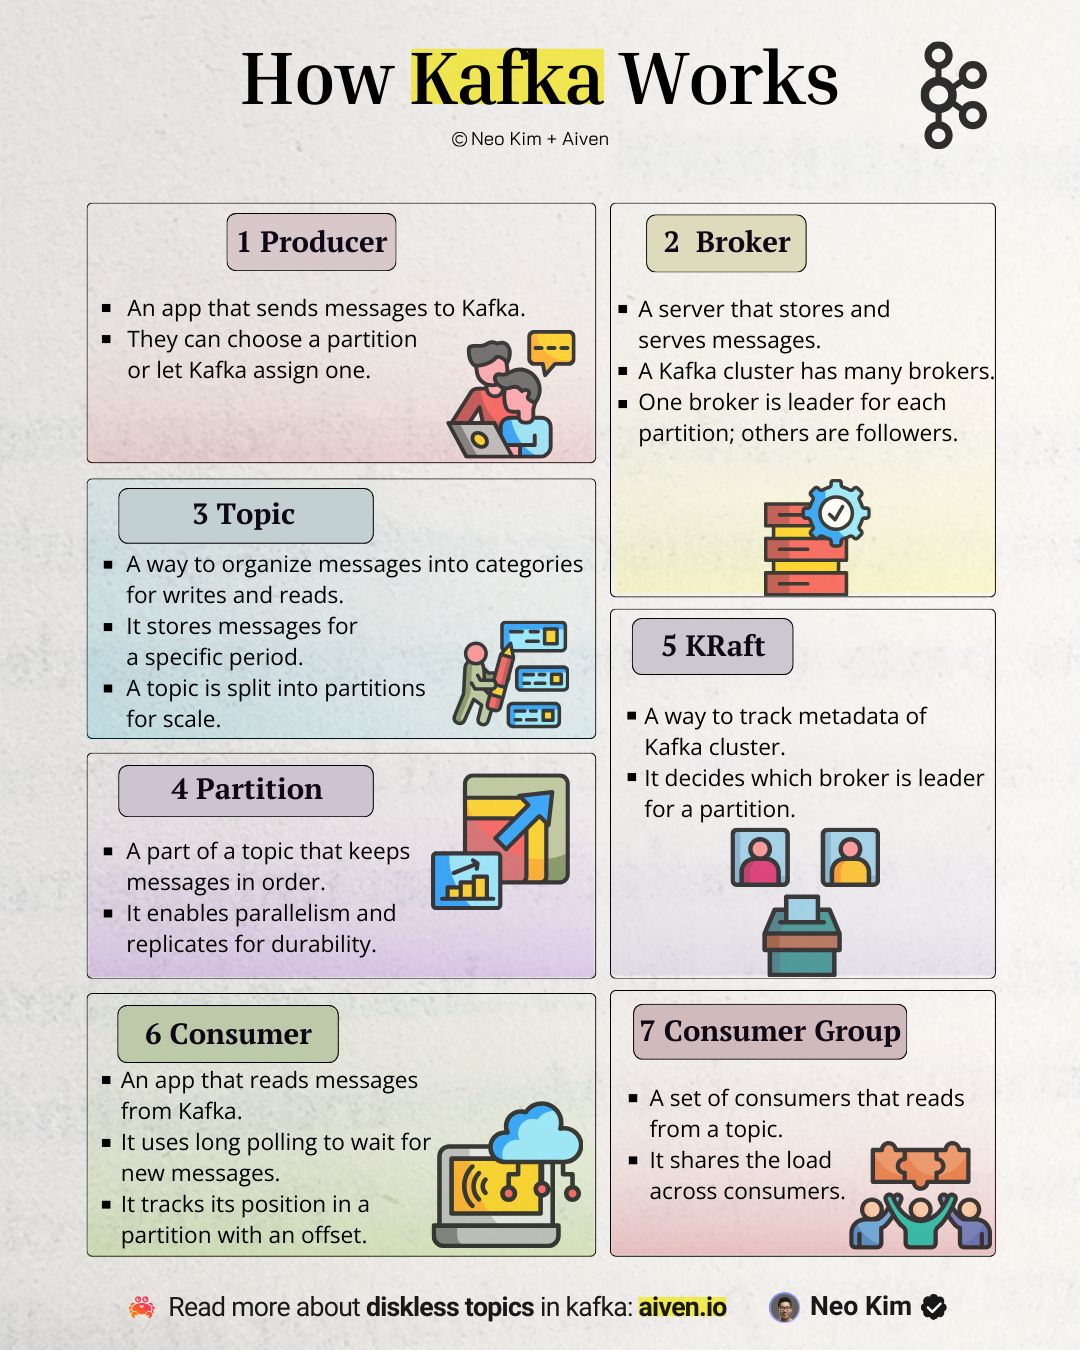 How Kafka Works
© Neo Kim + Aiven
1 Producer
▪ An app that sends messages to Kafka.
▪ They can choose a partition
or let Kafka assign one.
2 Broker
▪ A server that stores and
serves messages.
▪ A Kafka cluster has many brokers.
▪ One broker is leader for each
partition; others are followers.
3 Topic
▪ A way to organize messages into categories
for writes and reads.
▪ It stores messages for
a specific period.
▪ A topic is split into partitions
for scale.
4 Partition
▪ A part of a topic that keeps
messages in order.
▪ It enables parallelism and
replicates for durability.
5 KRaft
▪ A way to track metadata of
Kafka cluster.
▪ It decides which broker is leader
for a partition.
6 Consumer
▪ An app that reads messages
from Kafka.
▪ It uses long polling to wait for
new messages.
▪ It tracks its position in a
partition with an offset.
7 Consumer Group
▪ A set of consumers that reads
from a topic.
▪ It shares the load
across consumers.
Read more about diskless topics in kafka: aiven.io
Neo Kim